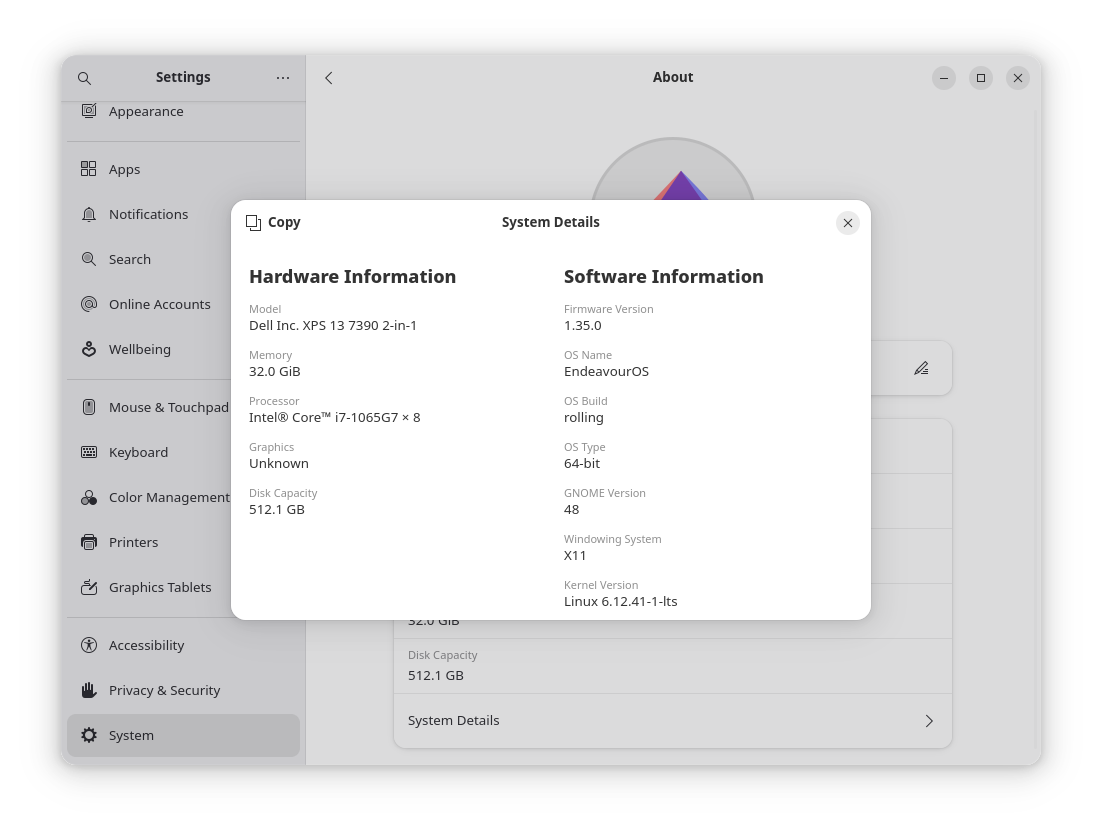 Settings
About
Appearance
Apps
Notifications
Search
Online Accounts
Wellbeing
Mouse & Touchpad
Keyboard
Color Management
Printers
Graphics Tablets
Accessibility
Privacy & Security
System
Copy
System Details
Hardware Information
Model
Dell Inc. XPS 13 7390 2-in-1
Memory
32.0 GiB
Processor
Intel® Core™ i7-1065G7 × 8
Graphics
Unknown
Disk Capacity
512.1 GB
Software Information
Firmware Version
1.35.0
OS Name
EndeavourOS
OS Build
rolling
OS Type
64-bit
GNOME Version
48
Windowing System
X11
Kernel Version
Linux 6.12.41-1-lts
32.0 GiB
Disk Capacity
512.1 GB
System Details